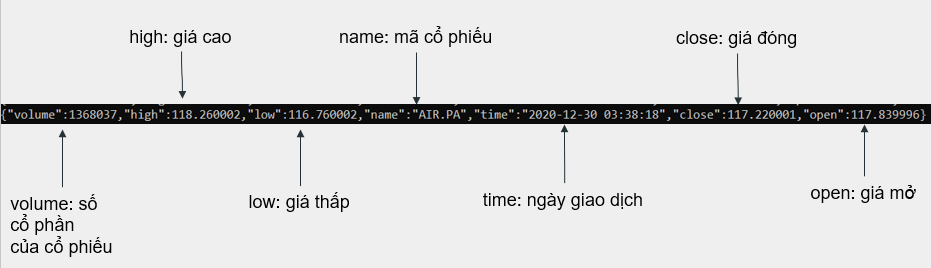 high: giá cao
name: mã cổ phiếu
close: giá đóng
{"volume":1368037,"high":118.260002,"low":116.760002,"name":"AIR.PA","time":"2020-12-30 03:38:18","close":117.220001,"open":117.839996}
volume: số
cổ phần
của cổ phiếu
low: giá thấp
time: ngày giao dịch
open: giá mở